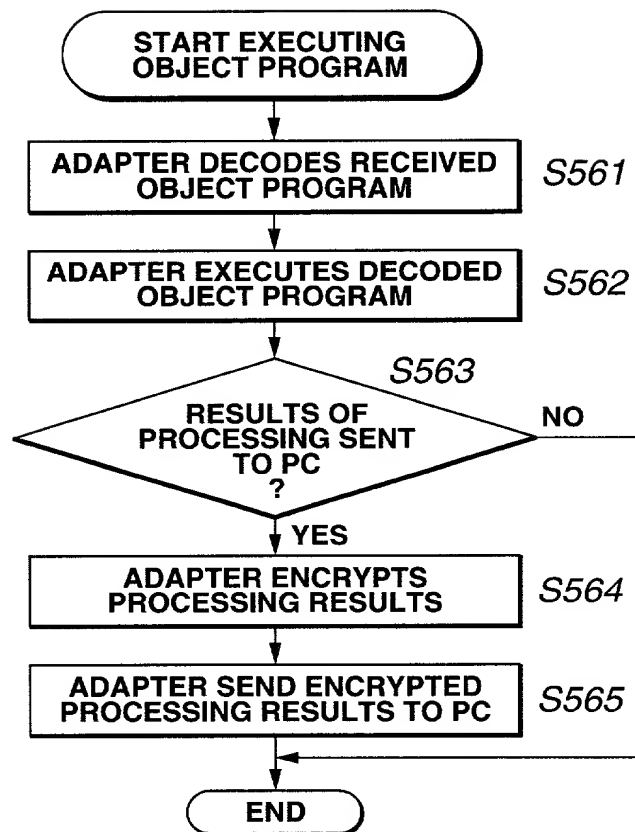 START EXECUTING
OBJECT PROGRAM
ADAPTER DECODES RECEIVED
OBJECT PROGRAM
S561
ADAPTER EXECUTES DECODED
OBJECT PROGRAM
S562
S563
RESULTS OF
PROCESSING SENT
TO PC
?
NO
YES
ADAPTER ENCRYPTS
PROCESSING RESULTS
S564
ADAPTER SEND ENCRYPTED
PROCESSING RESULTS TO PC
S565
END